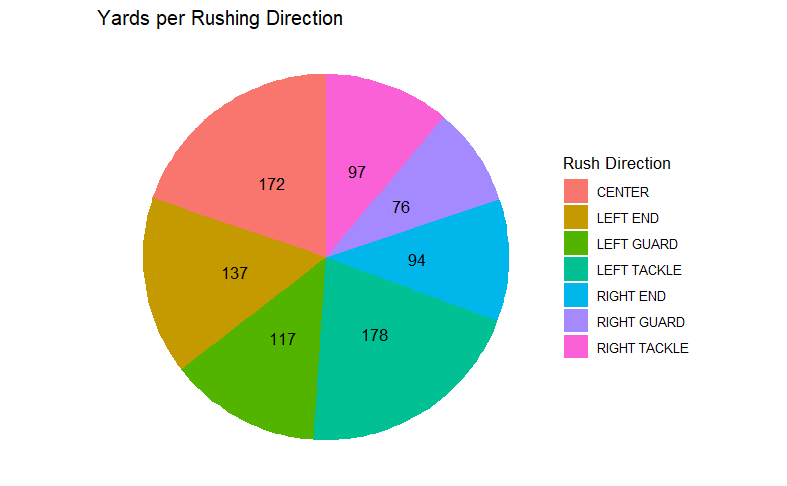 Yards per Rushing Direction
97
172
76
94
137
178
117
Rush Direction
CENTER
LEFT END
LEFT GUARD
LEFT TACKLE
RIGHT END
RIGHT GUARD
RIGHT TACKLE